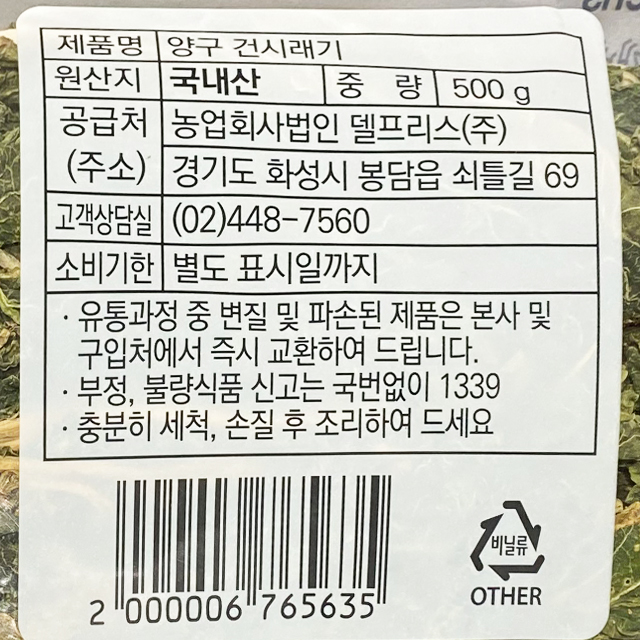 제품명 양구 건시래기
원산지 국내산 중 량 500 g
공급처 농업회사법인 델프리스(주)
(주소) 경기도 화성시 봉담읍 쇠틀길 69
고객상담실 (02)448-7560
소비기한 별도 표시일까지
· 유통과정 중 변질 및 파손된 제품은 본사 및
구입처에서 즉시 교환하여 드립니다.
· 부정, 불량식품 신고는 국번없이 1339
· 충분히 세척, 손질 후 조리하여 드세요
비닐류
OTHER
2 000006 765635